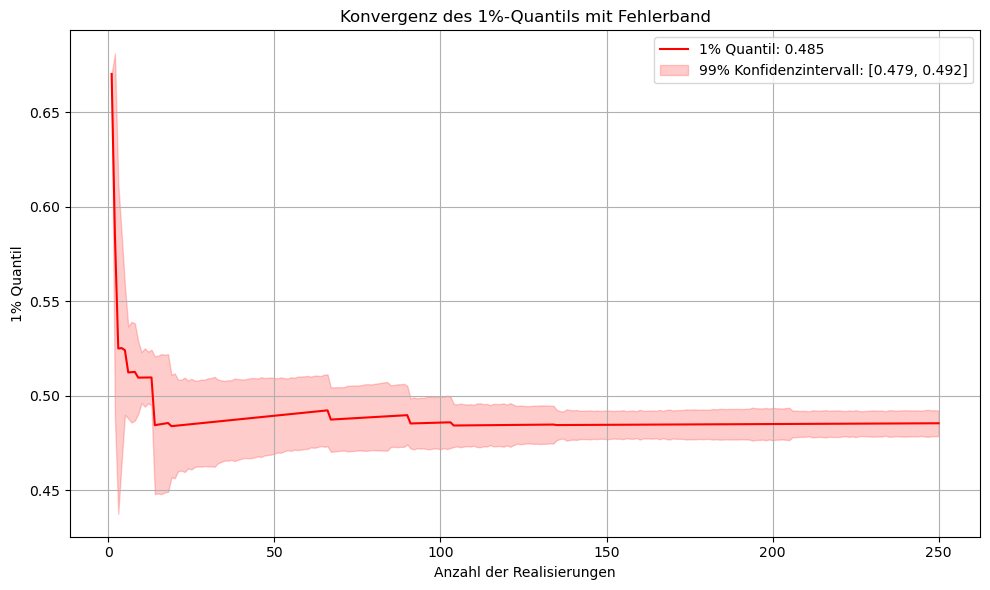 Konvergenz des 1%-Quantils mit Fehlerband
1% Quantil: 0.485
99% Konfidenzintervall: [0.479, 0.492]
1% Quantil
0.65
0.60
0.55
0.50
0.45
0
50
100
150
200
250
Anzahl der Realisierungen